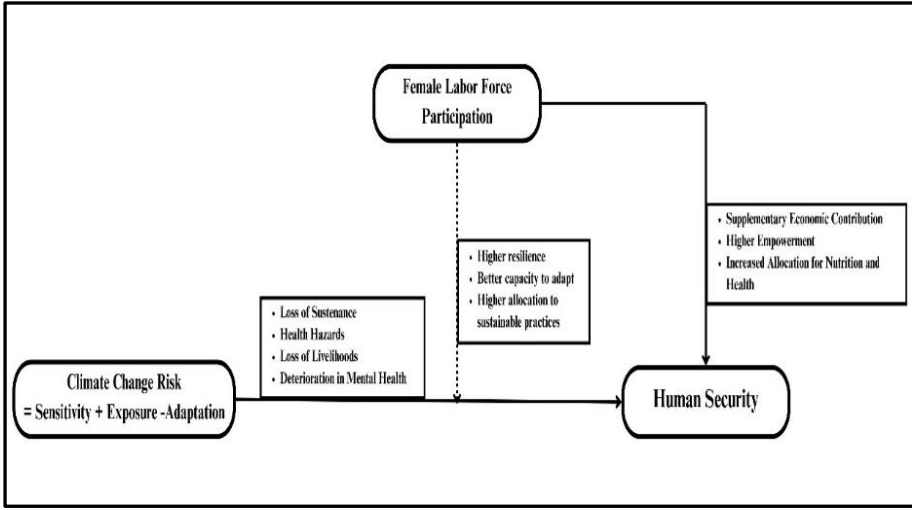 Female Labor Force
Participation
• Supplementary Economic Contribution
• Higher Empowerment
• Increased Allocation for Nutrition and
Health
• Higher resilience
• Better capacity to adapt
• Higher allocation to
sustainable practices
• Loss of Sustenance
• Health Hazards
• Loss of Livelihoods
• Deterioration in Mental Health
Climate Change Risk
= Sensitivity + Exposure -Adaptation
Human Security